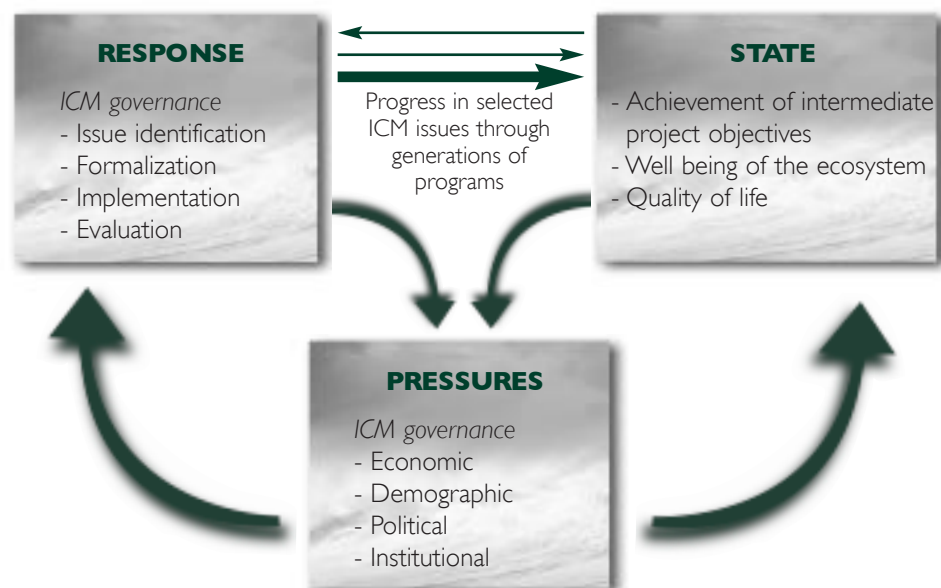 RESPONSE
ICM governance
- Issue identification
- Formalization
- Implementation
- Evaluation
Progress in selected
ICM issues through
generations of
programs
STATE
- Achievement of intermediate
project objectives
- Well being of the ecosystem
- Quality of life
PRESSURES
ICM governance
- Economic
- Demographic
- Political
- Institutional